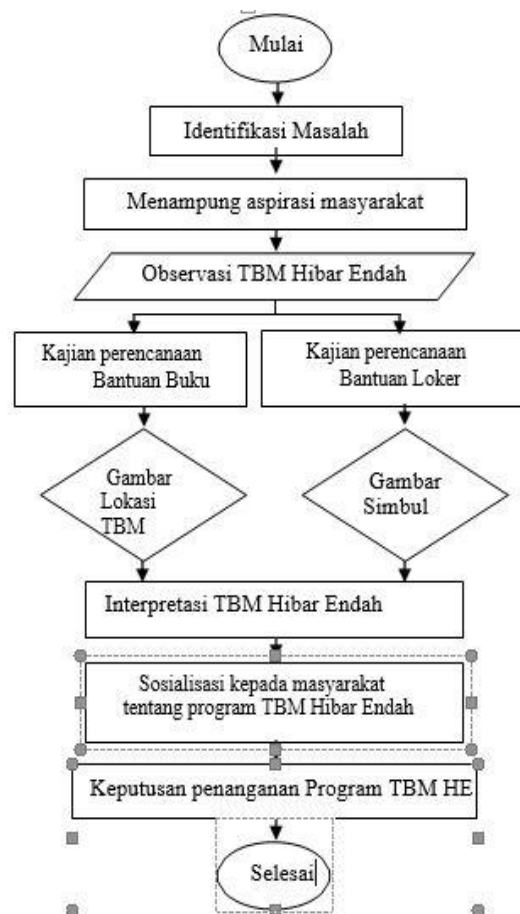 Mulai
Identifikasi Masalah
Menampung aspirasi masyarakat
Observasi TBM Hibar Endah
Kajian perencanaan
Bantuan Buku
Kajian perencanaan
Bantuan Loker
Gambar
Lokasi
TBM
Gambar
Simbul
Interpretasi TBM Hibar Endah
Sosialisasi kepada masyarakat
tentang program TBM Hibar Endah
Keputusan penanganan Program TBM HE
Selesai